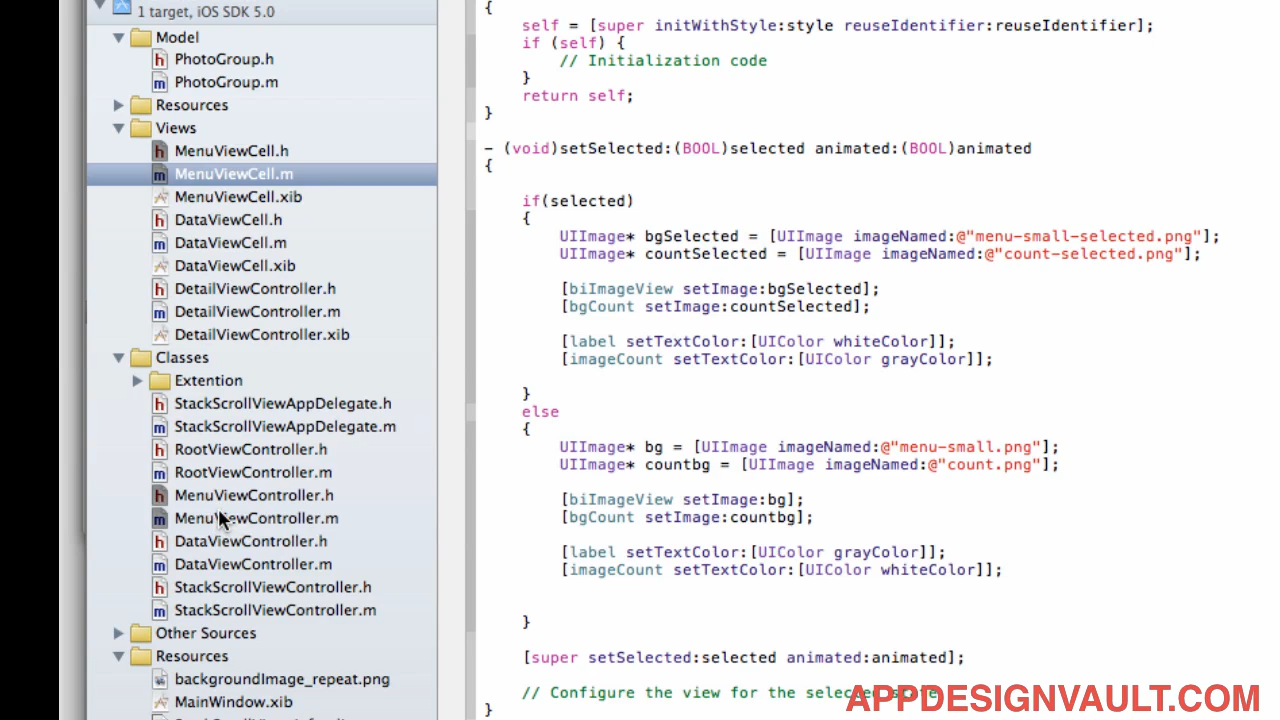 1 target, iOS SDK 5.0
Model
PhotoGroup.h
PhotoGroup.m
Resources
Views
MenuViewCell.h
MenuViewCell.m
MenuViewCell.xib
DataViewCell.h
DataViewCell.m
DataViewCell.xib
DetailViewController.h
DetailViewController.m
DetailViewController.xib
Classes
Extention
StackScrollViewAppDelegate.h
StackScrollViewAppDelegate.m
RootViewController.h
RootViewController.m
MenuViewController.h
MenuViewController.m
DataViewController.h
DataViewController.m
StackScrollViewController.h
StackScrollViewController.m
Other Sources
Resources
backgroundImage_repeat.png
MainWindow.xib
{
self = [super initWithStyle:style reuseIdentifier:reuseIdentifier];
if (self) {
// Initialization code
}
return self;
}
- (void)setSelected:(BOOL)selected animated:(BOOL)animated
{
if(selected)
{
UIImage* bgSelected = [UIImage imageNamed:@"menu-small-selected.png"];
UIImage* countSelected = [UIImage imageNamed:@"count-selected.png"];
[biImageView setImage:bgSelected];
[bgCount setImage:countSelected];
[label setTextColor:[UIColor whiteColor]];
[imageCount setTextColor:[UIColor grayColor]];
}
else
{
UIImage* bg = [UIImage imageNamed:@"menu-small.png"];
UIImage* countbg = [UIImage imageNamed:@"count.png"];
[biImageView setImage:bg];
[bgCount setImage:countbg];
[label setTextColor:[UIColor grayColor]];
[imageCount setTextColor:[UIColor whiteColor]];
}
[super setSelected:selected animated:animated];
// Configure the view for the selected state
}
APPDESIGNVAULT.COM